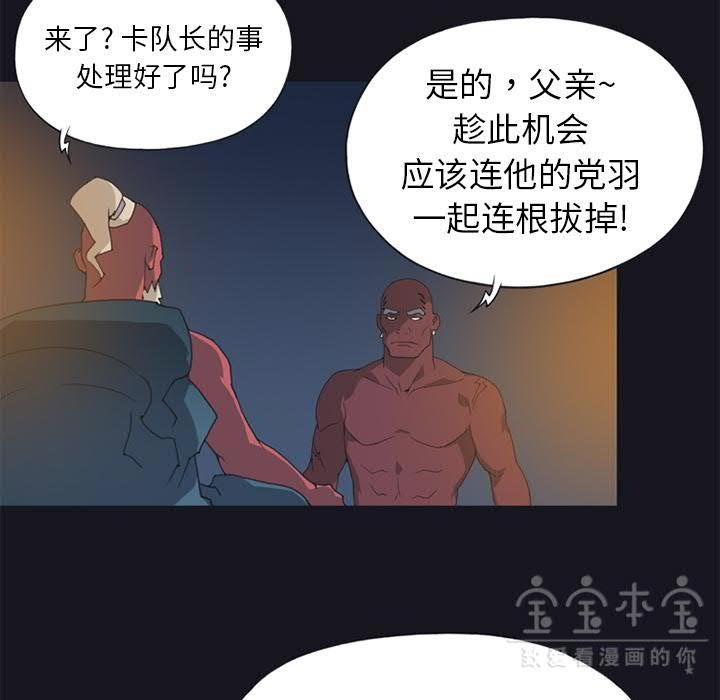 来了? 卡队长的事
处理好了吗?
是的，父亲~
趁此机会
应该连他的党羽
一起连根拔掉!
宝宝本宝
致爱看漫画的你